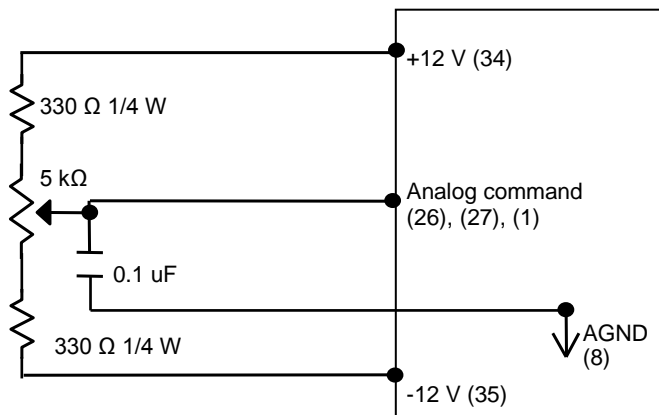 +12 V (34)
330 Ω 1/4 W
5 kΩ
Analog command
(26), (27), (1)
0.1 uF
330 Ω 1/4 W
AGND
(8)
-12 V (35)